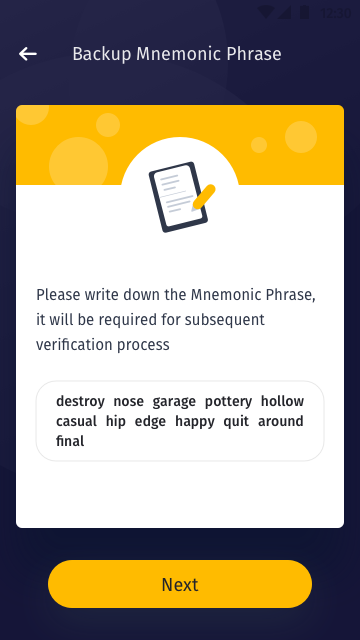 12:30
Backup Mnemonic Phrase
Please write down the Mnemonic Phrase,
it will be required for subsequent
verification process
destroy nose garage pottery hollow
casual hip edge happy quit around
final
Next